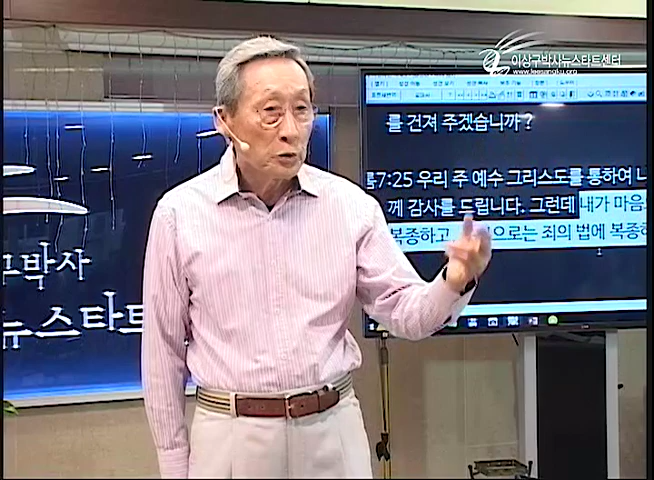 이상구박사뉴스타트센터
www.leesangku.org
를 건져 주겠습니까?
롬7:25 우리 주 예수 그리스도를 통하여 나
께 감사를 드립니다. 그런데 내가 마음
복종하고 으로는 죄의 법에 복종하
구박사
뉴스타트